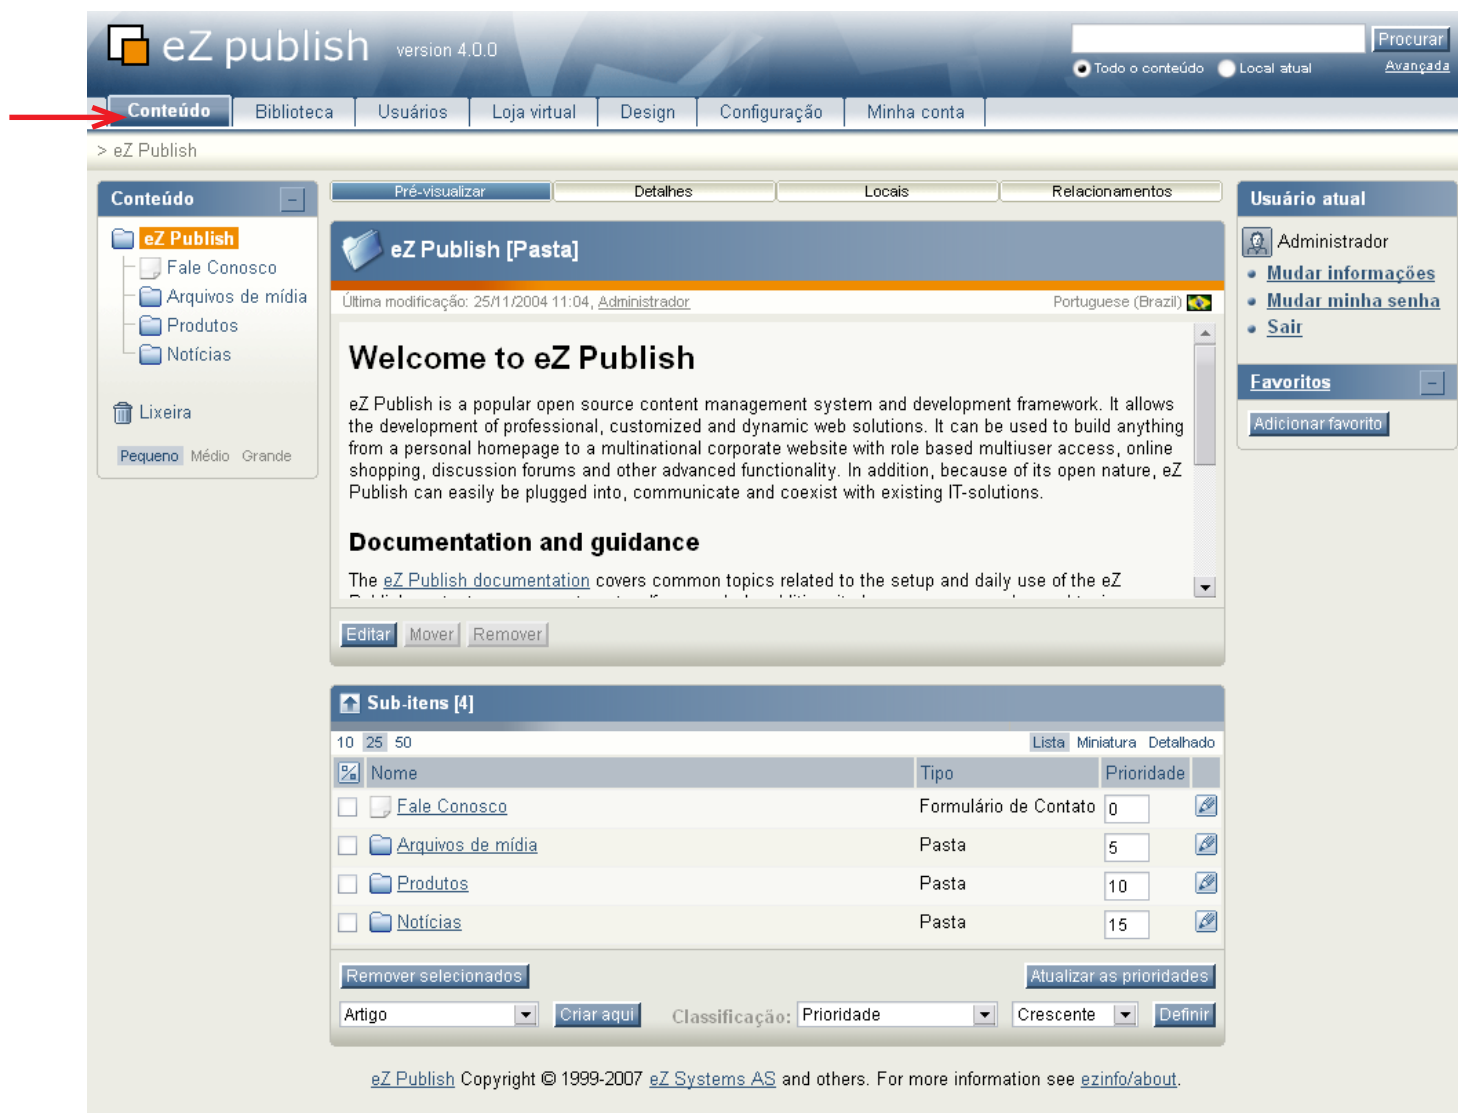 eZ publish version 4.0.0
Procurar
Todo o conteúdo Local atual Avançada
Conteúdo Biblioteca Usuários Loja virtual Design Configuração Minha conta
> eZ Publish
Conteúdo
eZ Publish
Fale Conosco
Arquivos de mídia
Produtos
Notícias
Lixeira
Pequeno Médio Grande
Pré-visualizar Detalhes Locais Relacionamentos
eZ Publish [Pasta]
Última modificação: 25/11/2004 11:04, Administrador Portuguese (Brazil)
Welcome to eZ Publish
eZ Publish is a popular open source content management system and development framework. It allows
the development of professional, customized and dynamic web solutions. It can be used to build anything
from a personal homepage to a multinational corporate website with role based multiuser access, online
shopping, discussion forums and other advanced functionality. In addition, because of its open nature, eZ
Publish can easily be plugged into, communicate and coexist with existing IT-solutions.
Documentation and guidance
The eZ Publish documentation covers common topics related to the setup and daily use of the eZ
Editar Mover Remover
Sub-itens [4]
10 25 50 Lista Miniatura Detalhado
Nome Tipo Prioridade
Fale Conosco Formulário de Contato 0
Arquivos de mídia Pasta 5
Produtos Pasta 10
Notícias Pasta 15
Remover selecionados Atualizar as prioridades
Artigo Criar aqui Classificação: Prioridade Crescente Definir
Usuário atual
Administrador
Mudar informações
Mudar minha senha
Sair
Favoritos
Adicionar favorito
eZ Publish Copyright © 1999-2007 eZ Systems AS and others. For more information see ezinfo/about.